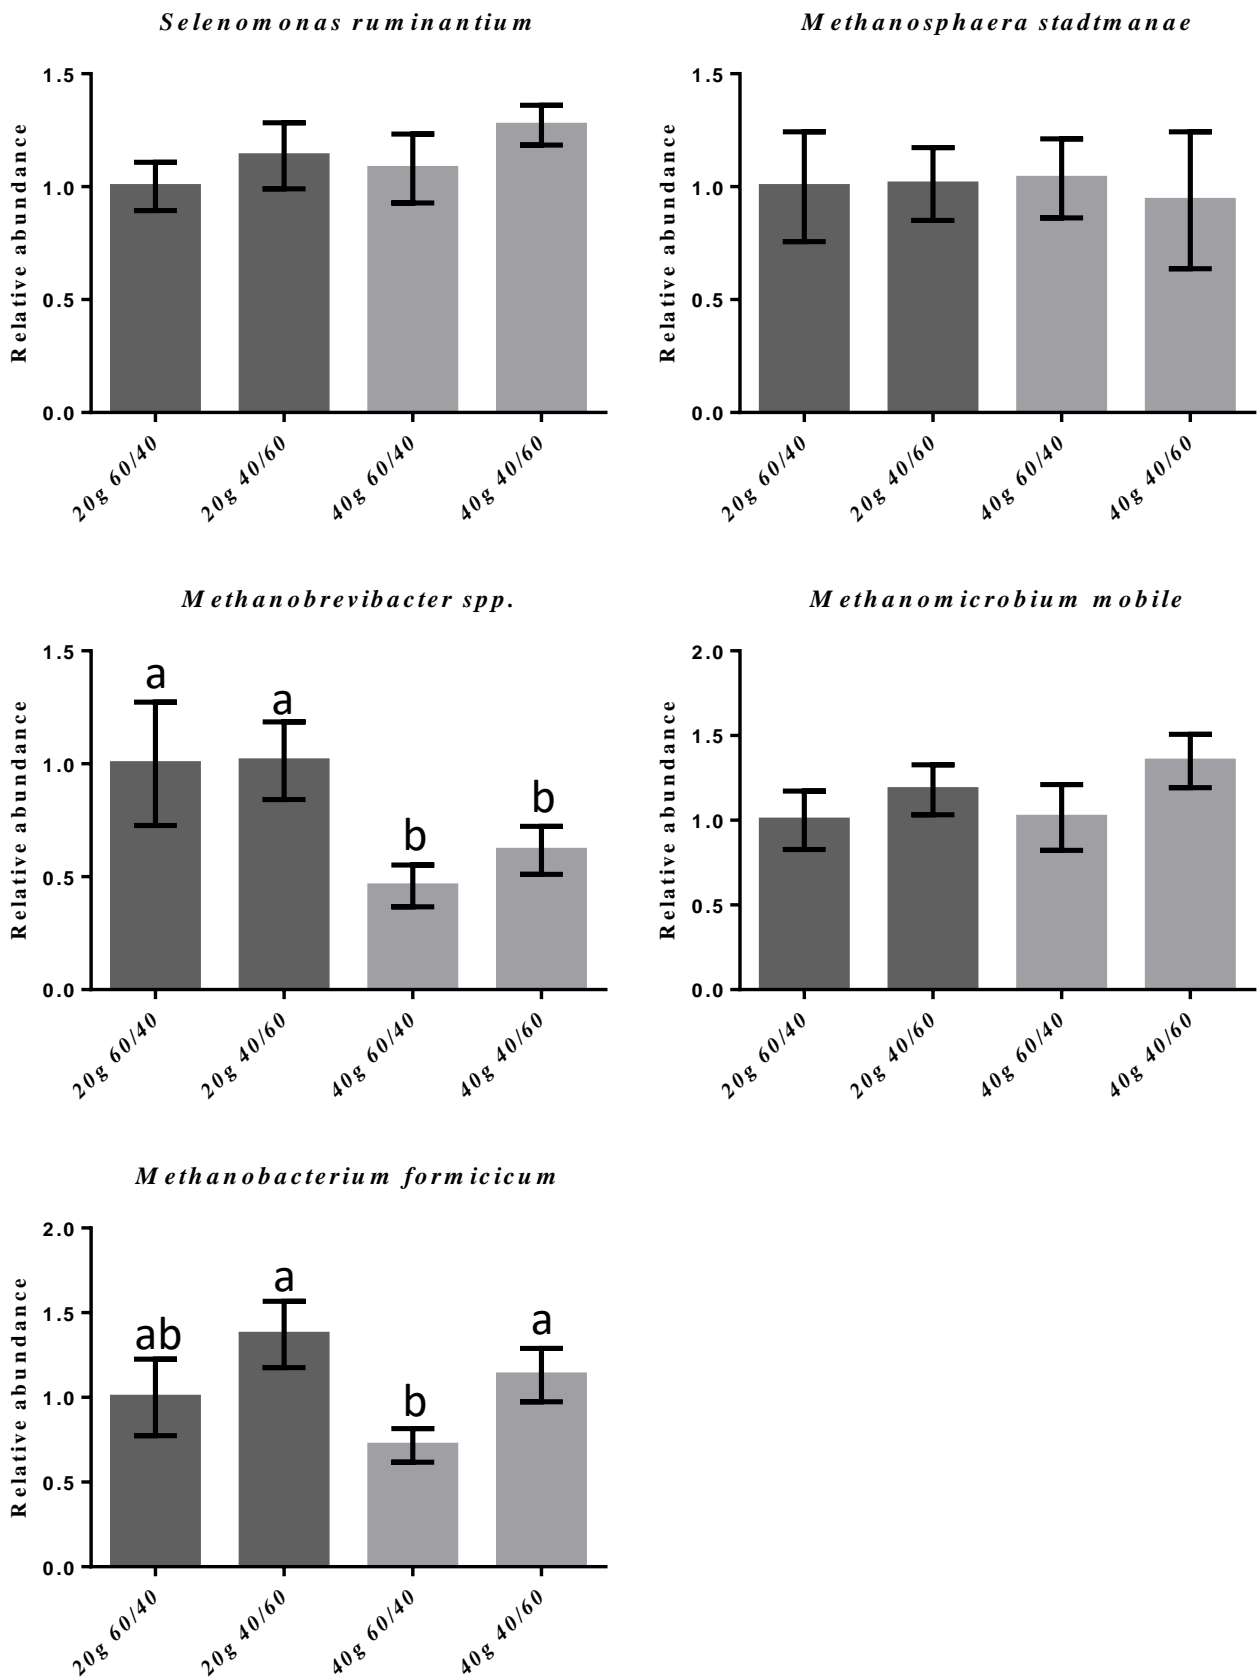 Selenomonas ruminantium
Relative abundance
1.5
1.0
0.5
0.0
20g 60/40
20g 40/60
40g 60/40
40g 40/60
Methanosphaera stadtmanae
Relative abundance
1.5
1.0
0.5
0.0
20g 60/40
20g 40/60
40g 60/40
40g 40/60
Methanobrevibacter spp.
Relative abundance
1.5
1.0
0.5
0.0
a
a
b
b
20g 60/40
20g 40/60
40g 60/40
40g 40/60
Methanomicrobium mobile
Relative abundance
2.0
1.5
1.0
0.5
0.0
20g 60/40
20g 40/60
40g 60/40
40g 40/60
Methanobacterium formicicum
Relative abundance
2.0
1.5
1.0
0.5
0.0
ab
a
b
a
20g 60/40
20g 40/60
40g 60/40
40g 40/60